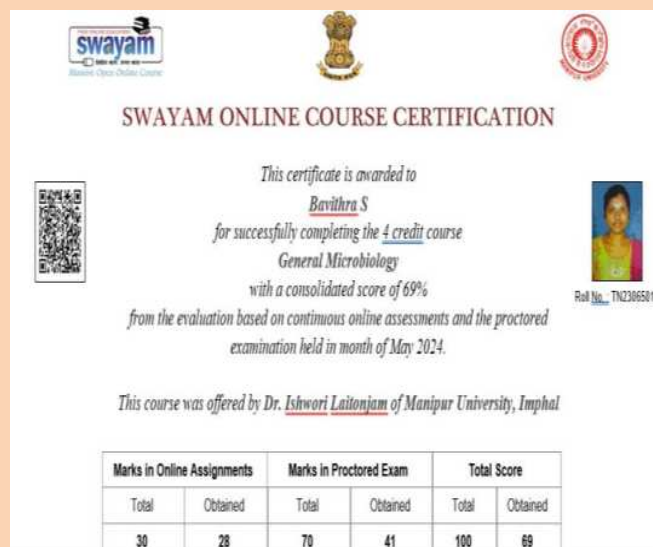 swayam
SWAYAM ONLINE COURSE CERTIFICATION
This certificate is awarded to
Bavithra S
for successfully completing the 4 credit course
General Microbiology
with a consolidated score of 69%
from the evaluation based on continuous online assessments and the proctored
examination held in month of May 2024.
Roll No. : TN2386581
This course was offered by Dr. Ishwori Laitonjam of Manipur University, Imphal
Marks in Online Assignments Marks in Proctored Exam Total Score
Total Obtained Total Obtained Total Obtained
30 28 70 41 100 69